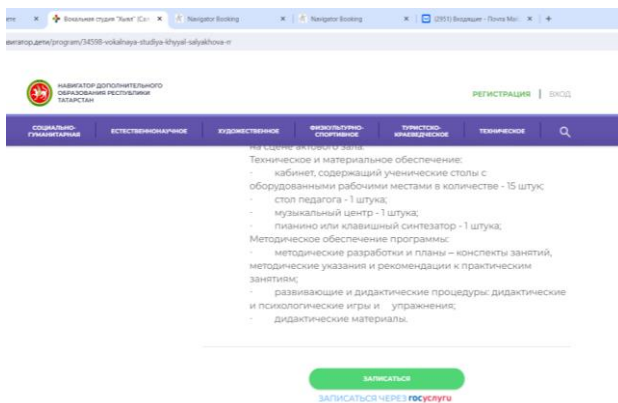 Вокальная студия "Хыял" (Сал
Navigator Booking
Navigator Booking
(2951) Входящие - Почта Mai
.дети/program/34598-vokalnaya-studiya-khyyal-salyakhova-rr
НАВИГАТОР ДОПОЛНИТЕЛЬНОГО
ОБРАЗОВАНИЯ РЕСПУБЛИКИ
ТАТАРСТАН
РЕГИСТРАЦИЯ | ВХОД
СОЦИАЛЬНО-
ГУМАНИТАРНАЯ
ЕСТЕСТВЕННОНАУЧНОЕ
ХУДОЖЕСТВЕННОЕ
ФИЗКУЛЬТУРНО-
СПОРТИВНОЕ
ТУРИСТСКО-
КРАЕВЕДЧЕСКОЕ
ТЕХНИЧЕСКОЕ
на сцене актового зала.
Техническое и материальное обеспечение:
· кабинет, содержащий ученические столы с
оборудованными рабочими местами в количестве - 15 штук;
· стол педагога - 1 штука;
· музыкальный центр - 1 штука;
· пианино или клавишный синтезатор - 1 штука;
Методическое обеспечение программы:
· методические разработки и планы – конспекты занятий,
методические указания и рекомендации к практическим
занятиям;
· развивающие и дидактические процедуры: дидактические
и психологические игры и упражнения;
· дидактические материалы.
ЗАПИСАТЬСЯ
ЗАПИСАТЬСЯ ЧЕРЕЗ госуслуги